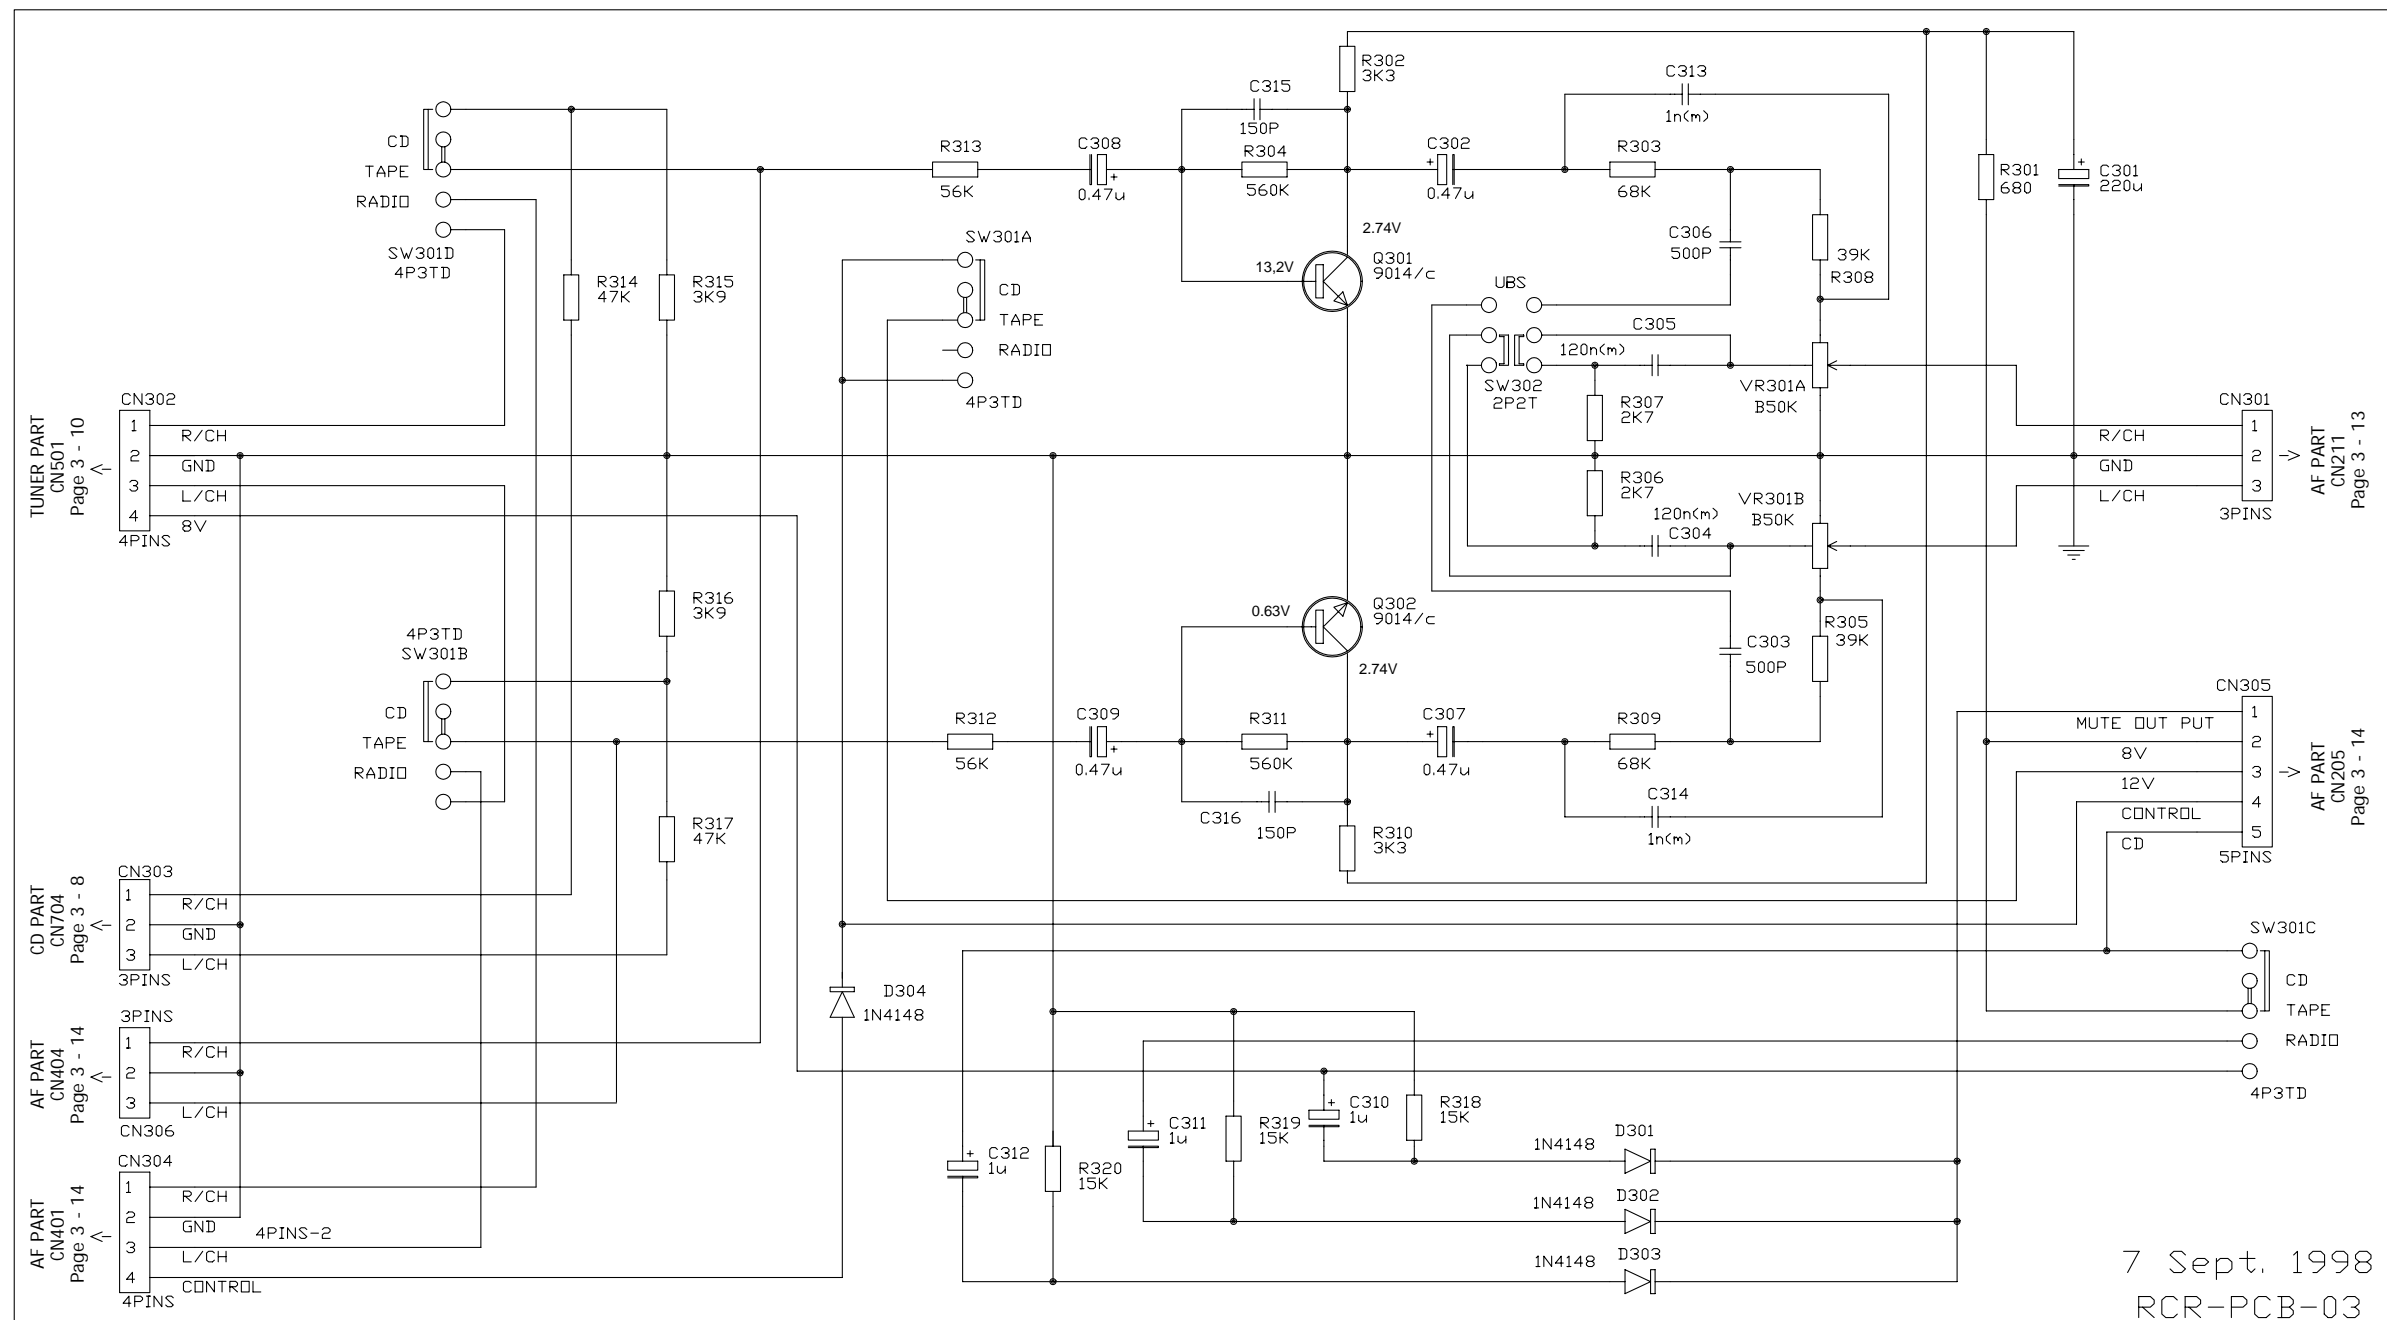 R302
3K3
C313
1n(m)
C315
150P
CD
TAPE
RADIO
SW301D
4P3TD
R313
56K
C308
+
0.47u
R304
560K
C302
+
0.47u
R303
68K
R301
680
+
C301
220u
SW301A
CD
TAPE
RADIO
4P3TD
2.74V
13,2V
Q301
9014/c
C306
500P
39K
R308
R314
47K
R315
3K9
UBS
C305
120n(m)
SW302
2P2T
VR301A
B50K
R307
2K7
R306
2K7
VR301B
B50K
120n(m)
C304
CN302
TUNER PART
CN501
Page 3 - 10
<-
1
R/CH
2
GND
3
L/CH
4
8V
4PINS
CN301
1
R/CH
2
GND
3
L/CH
3PINS
->
AF PART
CN211
Page 3 - 13
R316
3K9
0.63V
Q302
9014/c
2.74V
R305
39K
C303
500P
4P3TD
SW301B
CD
TAPE
RADIO
R312
56K
C309
+
0.47u
R311
560K
C307
+
0.47u
R309
68K
C316
150P
R310
3K3
C314
1n(m)
R317
47K
CN305
1
MUTE OUT PUT
2
8V
3
12V
4
CONTROL
5
CD
5PINS
->
AF PART
CN205
Page 3 - 14
CN303
CD PART
CN704
Page 3 - 8
<-
1
R/CH
2
GND
3
L/CH
3PINS
SW301C
CD
TAPE
RADIO
4P3TD
D304
1N4148
3PINS
AF PART
CN404
Page 3 - 14
<-
1
R/CH
2
3
L/CH
CN306
+
C312
1u
R320
15K
+
C311
1u
R319
15K
+
C310
1u
R318
15K
D301
1N4148
D302
1N4148
D303
1N4148
CN304
AF PART
CN401
Page 3 - 14
<-
1
R/CH
2
GND
4PINS-2
3
L/CH
4
CONTROL
4PINS
7 Sept. 1998
RCR-PCB-03